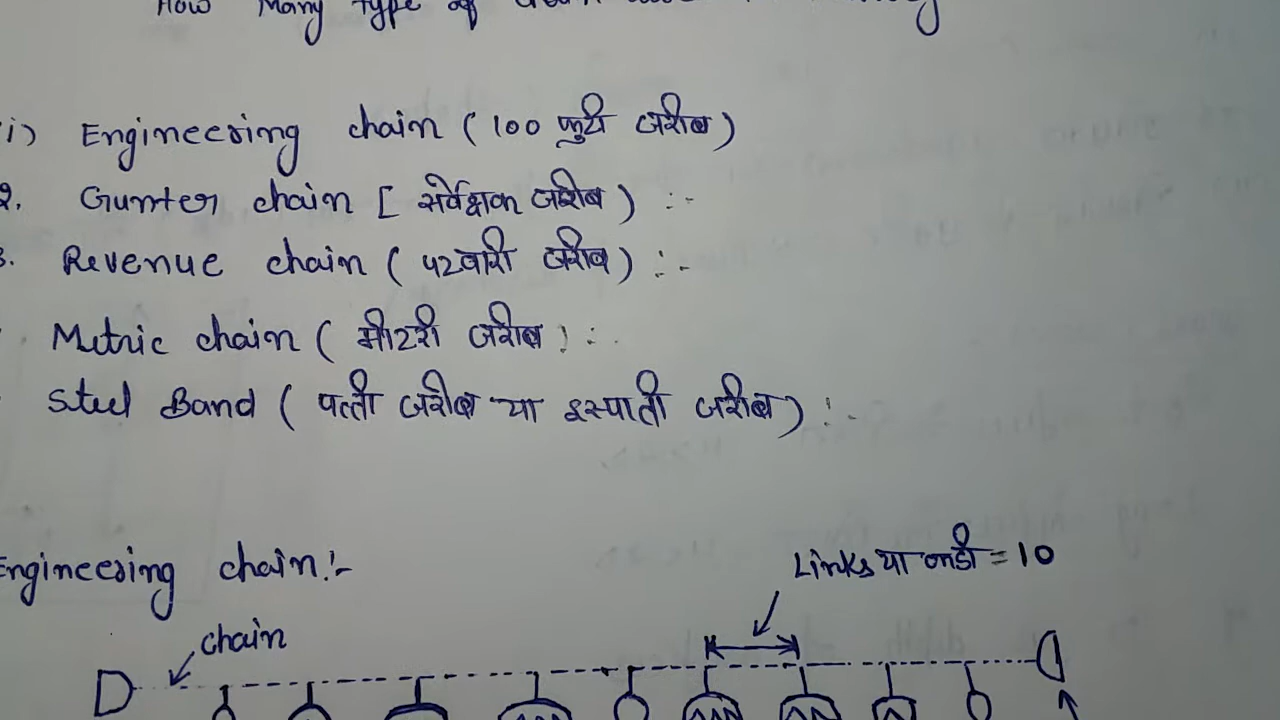 How Many type of
i) Engineering chain ( 100 फुटी जरीब )
2. Gunter chain [ सर्वेक्षक जरीब ) :-
3. Revenue chain ( पटवारी जरीब ) :-
Metric chain ( मीटरी जरीब ) :-
Steel Band ( पत्ती जरीब या इस्पाती जरीब ) :-
Engineering chain :-
Links या कडी = 10
chain